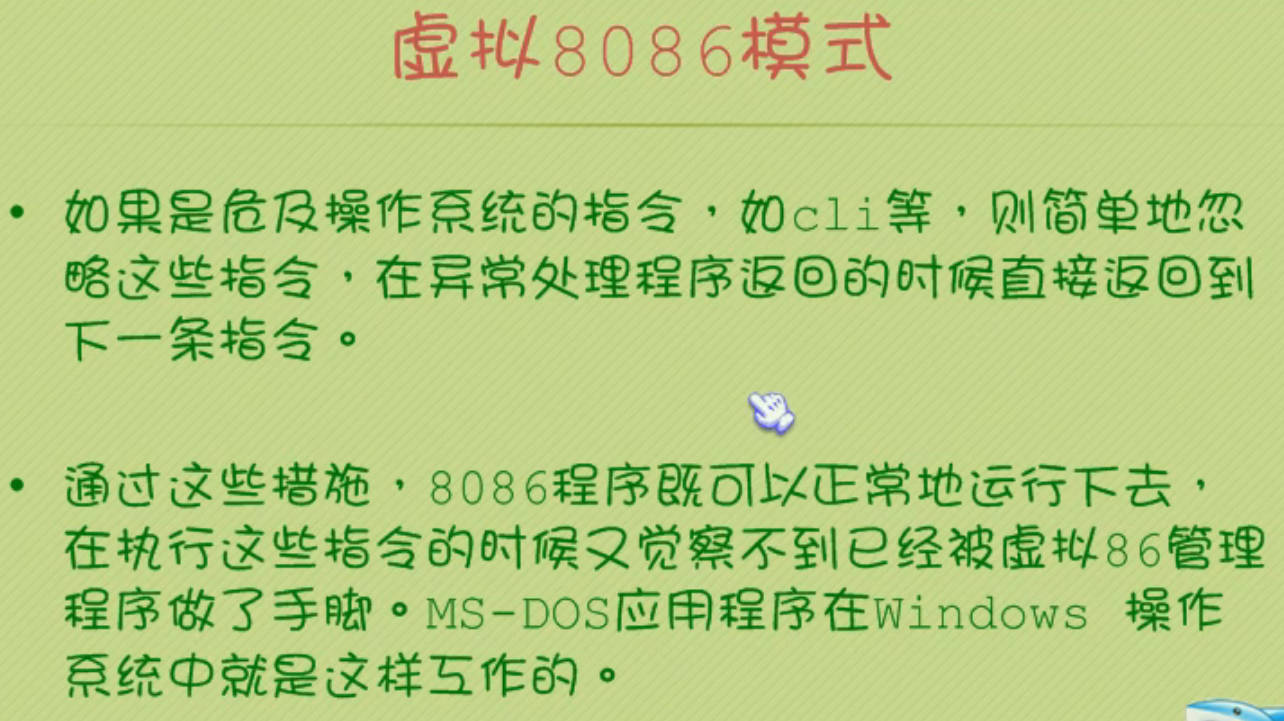 虚拟8086模式
• 如果是危及操作系统的指令，如cli等，则简单地忽
略这些指令，在异常处理程序返回的时候直接返回到
下一条指令。
• 通过这些措施，8086程序既可以正常地运行下去，
在执行这些指令的时候又觉察不到已经被虚拟86管理
程序做了手脚。MS-DOS应用程序在Windows 操作
系统中就是这样工作的。